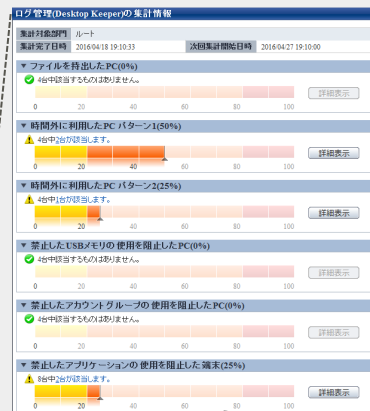 ログ管理(Desktop Keeper)の集計情報
集計対象部門 ルート
集計完了日時 2016/04/18 19:10:33 次回集計開始日時 2016/04/27 19:10:00
▼ ファイルを持出したPC(0%)
4台中該当するものはありません。
詳細表示
0 20 40 60 80 100
▼ 時間外に利用したPC パターン1(50%)
4台中2台が該当します。
詳細表示
0 20 40 60 80 100
▼ 時間外に利用したPC パターン2(25%)
4台中1台が該当します。
詳細表示
0 20 40 60 80 100
▼ 禁止したUSBメモリの使用を阻止したPC(0%)
4台中該当するものはありません。
詳細表示
0 20 40 60 80 100
▼ 禁止したアカウントグループの使用を阻止したPC(0%)
4台中該当するものはありません。
詳細表示
0 20 40 60 80 100
▼ 禁止したアプリケーションの使用を阻止した端末(25%)
8台中2台が該当します。
詳細表示
0 20 40 60 80 100